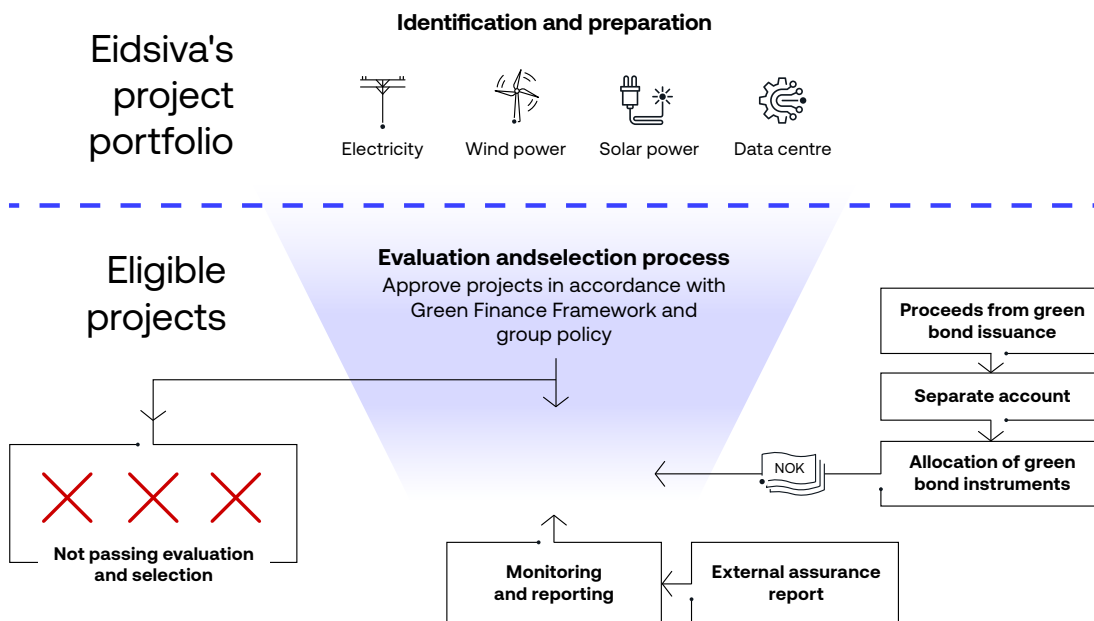 Eidsiva's
project
portfolio
Identification and preparation
Electricity
Wind power
Solar power
Data centre
Eligible
projects
Evaluation andselection process
Approve projects in accordance with
Green Finance Framework and
group policy
Proceeds from green
bond issuance
Separate account
Allocation of green
bond instruments
NOK
Not passing evaluation
and selection
Monitoring
and reporting
External assurance
report